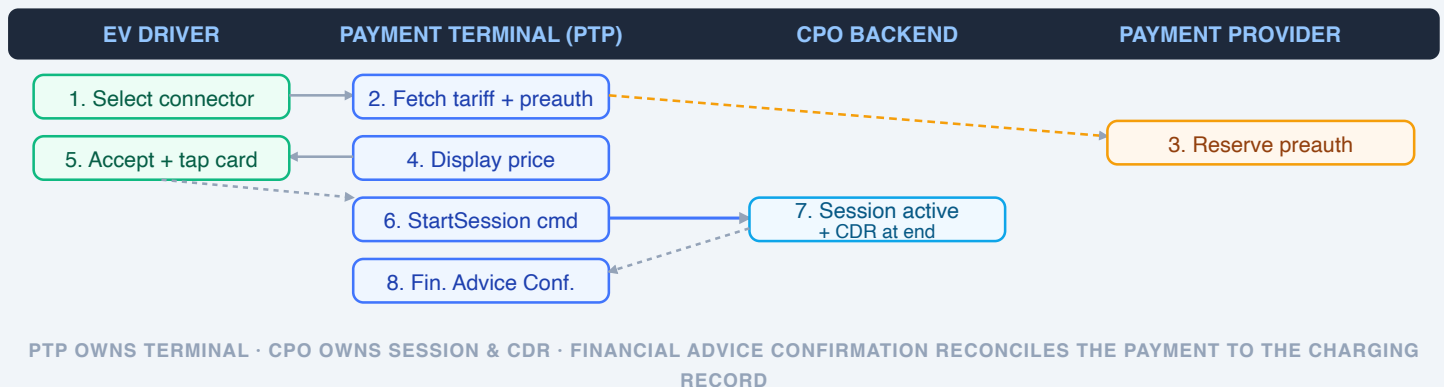 EV DRIVER
PAYMENT TERMINAL (PTP)
CPO BACKEND
PAYMENT PROVIDER
1. Select connector
2. Fetch tariff + preauth
3. Reserve preauth
5. Accept + tap card
4. Display price
6. StartSession cmd
7. Session active
+ CDR at end
8. Fin. Advice Conf.
PTP OWNS TERMINAL · CPO OWNS SESSION & CDR · FINANCIAL ADVICE CONFIRMATION RECONCILES THE PAYMENT TO THE CHARGING
RECORD